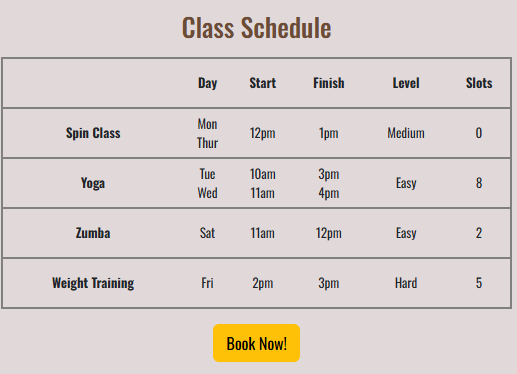 Class Schedule
Day Start Finish Level Slots
Spin Class Mon Thur 12pm 1pm Medium 0
Yoga Tue Wed 10am 11am 3pm 4pm Easy 8
Zumba Sat 11am 12pm Easy 2
Weight Training Fri 2pm 3pm Hard 5
Book Now!